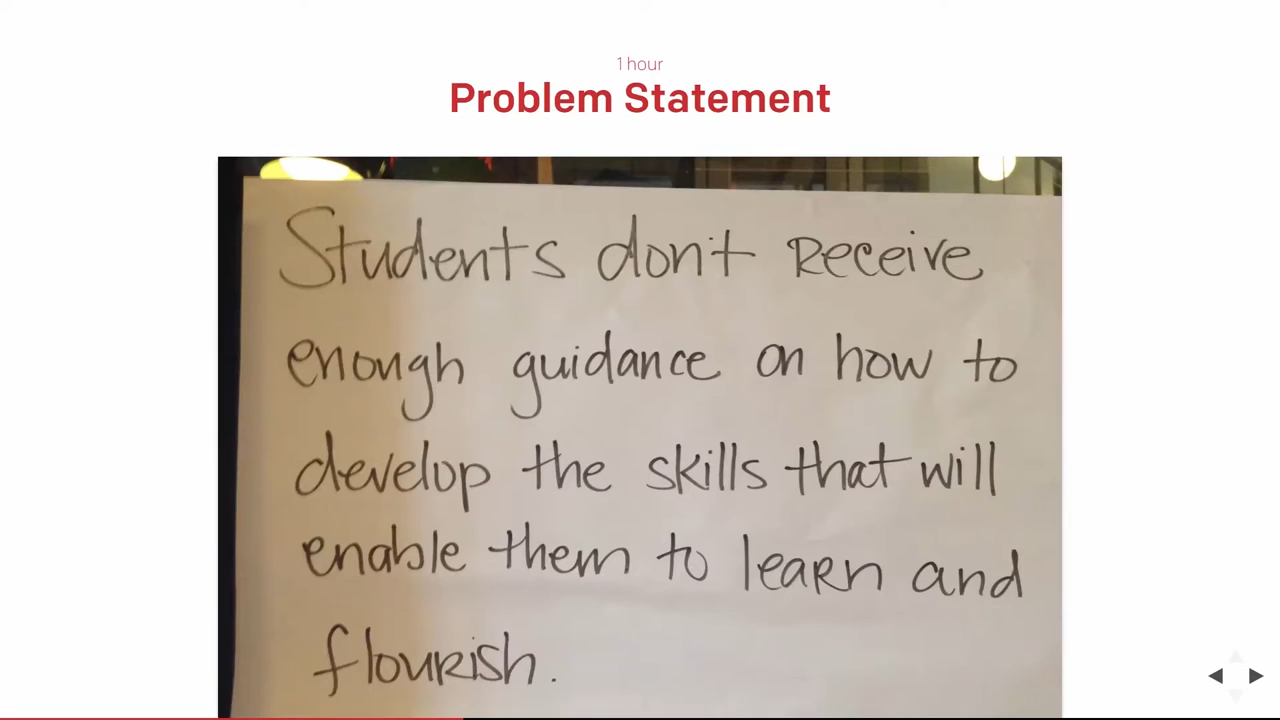 1 hour
Problem Statement
Students don't Receive
enough guidance on how to
develop the skills that will
enable them to learn and
flourish.